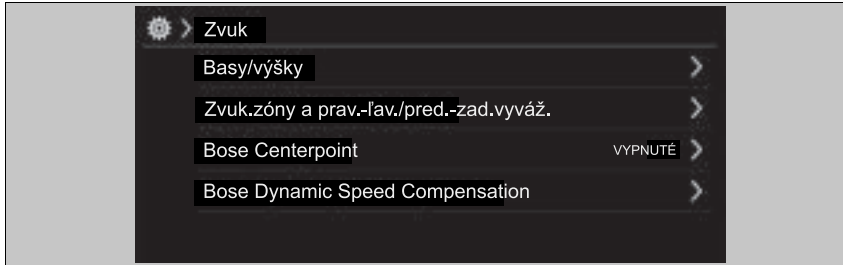 Zvuk
Basy/výšky
Zvuk.zóny a prav.-ľav./pred.-zad.vyváž.
Bose Centerpoint VYPNUTÉ
Bose Dynamic Speed Compensation